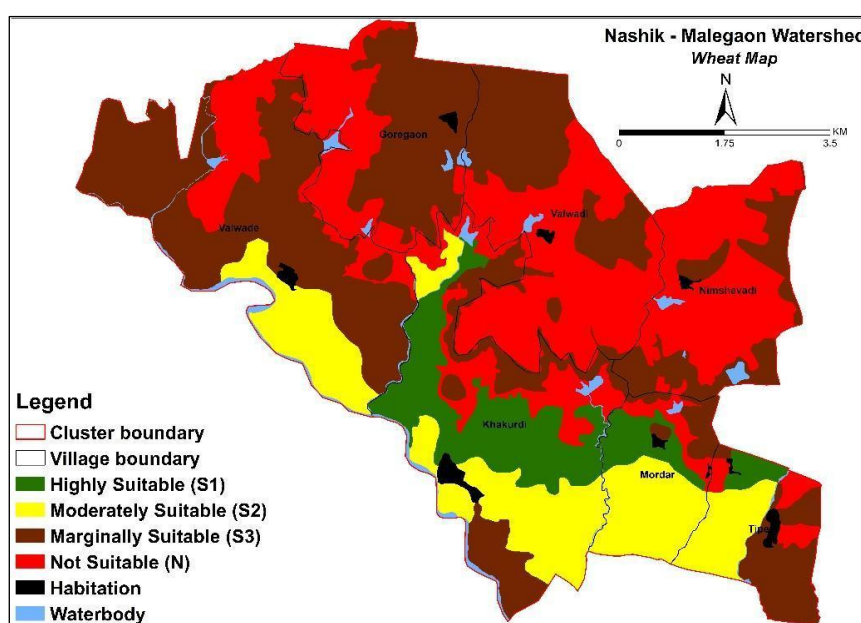 Nashik - Malegaon Watershed
Wheat Map
N
KM
0 1.75 3.5
Goregaon
Valwadi
Valwade
Nimshevadi
Khakurdi
Mordar
Tipe
Legend
Cluster boundary
Village boundary
Highly Suitable (S1)
Moderately Suitable (S2)
Marginally Suitable (S3)
Not Suitable (N)
Habitation
Waterbody